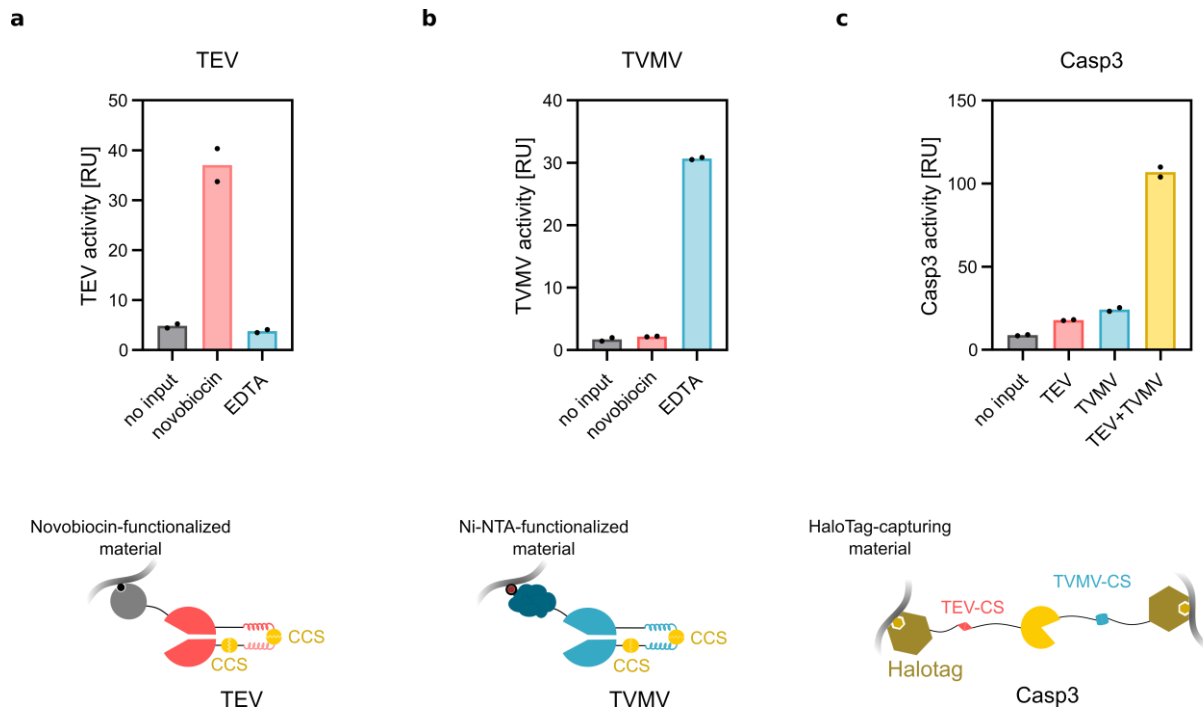 a
TEV
TEV activity [RU]
50
40
30
20
10
0
no input
novobiocin
EDTA
Novobiocin-functionalized
material
CCS
CCS
TEV
b
TVMV
TVMV activity [RU]
40
30
20
10
0
no input
novobiocin
EDTA
Ni-NTA-functionalized
material
CCS
CCS
TVMV
c
Casp3
Casp3 activity [RU]
150
100
50
0
no input
TEV
TVMV
TEV+TVMV
HaloTag-capturing
material
TVMV-CS
TEV-CS
Halotag
Casp3